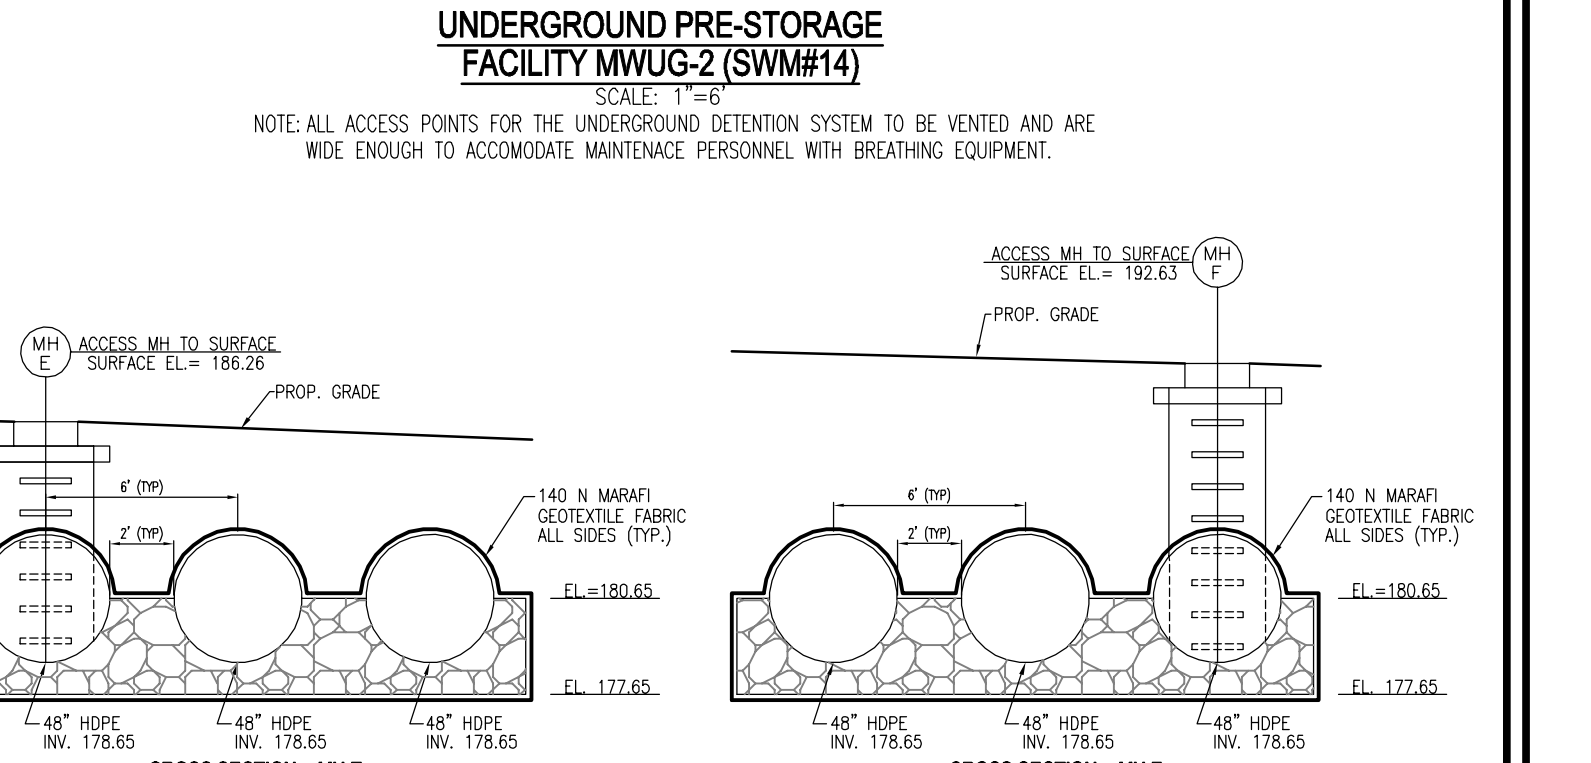 UNDERGROUND PRE-STORAGE
FACILITY MWUG-2 (SWM#14)
SCALE: 1"=6'
NOTE: ALL ACCESS POINTS FOR THE UNDERGROUND DETENTION SYSTEM TO BE VENTED AND ARE
WIDE ENOUGH TO ACCOMODATE MAINTENACE PERSONNEL WITH BREATHING EQUIPMENT.
MH
E
ACCESS MH TO SURFACE
SURFACE EL.= 186.26
PROP. GRADE
6' (TYP)
2' (TYP)
140 N MARAFI
GEOTEXTILE FABRIC
ALL SIDES (TYP.)
EL.=180.65
EL. 177.65
48" HDPE
INV. 178.65
48" HDPE
INV. 178.65
48" HDPE
INV. 178.65
ACCESS MH TO SURFACE
SURFACE EL.= 192.63
MH
F
PROP. GRADE
6' (TYP)
2' (TYP)
140 N MARAFI
GEOTEXTILE FABRIC
ALL SIDES (TYP.)
EL.=180.65
EL. 177.65
48" HDPE
INV. 178.65
48" HDPE
INV. 178.65
48" HDPE
INV. 178.65